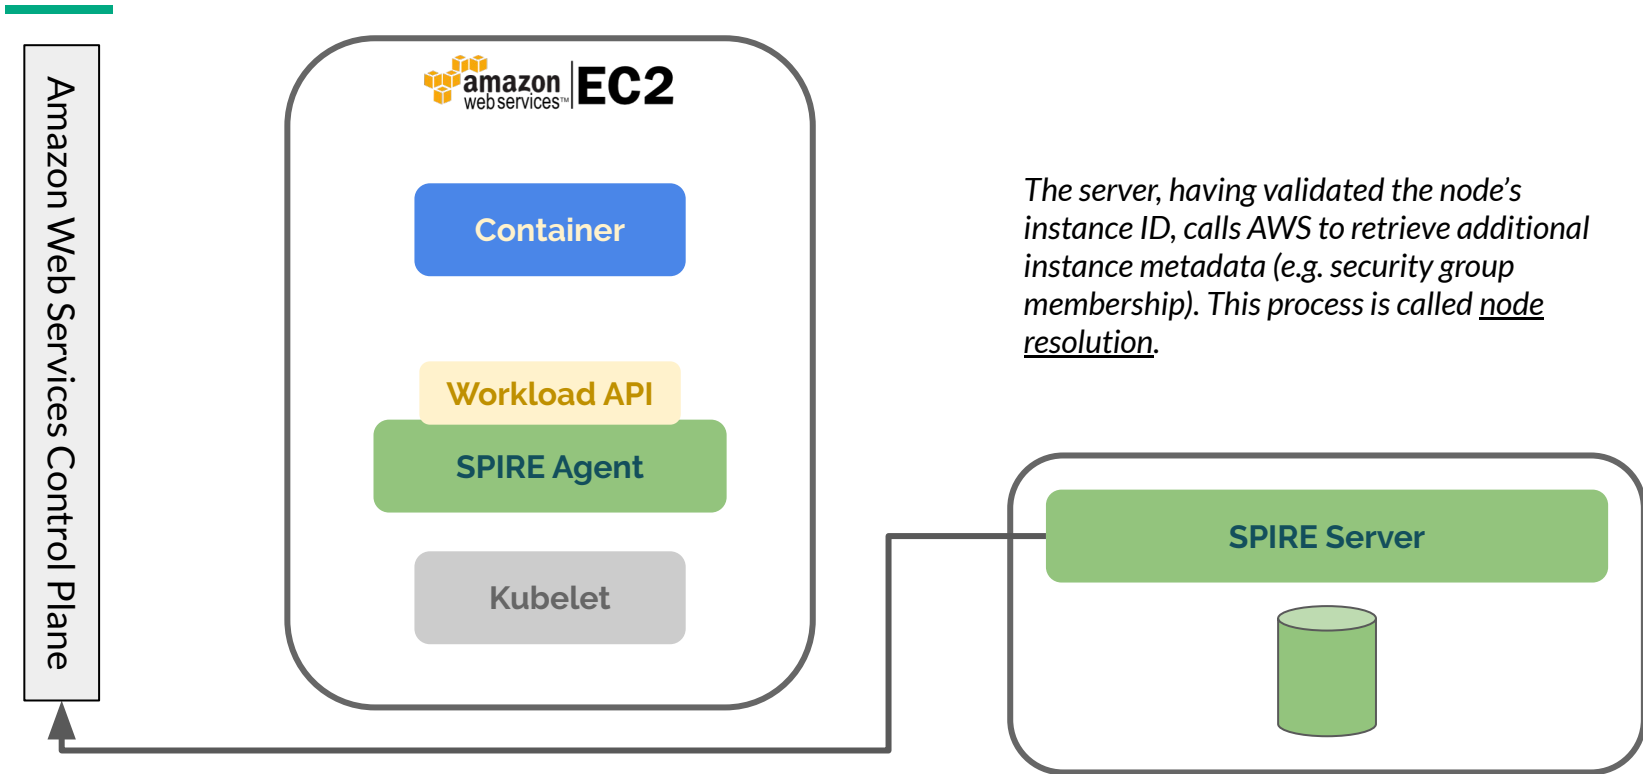 Amazon Web Services Control Plane
amazon
web services™
EC2
Container
Workload API
SPIRE Agent
Kubelet
The server, having validated the node’s
instance ID, calls AWS to retrieve additional
instance metadata (e.g. security group
membership). This process is called node
resolution.
SPIRE Server